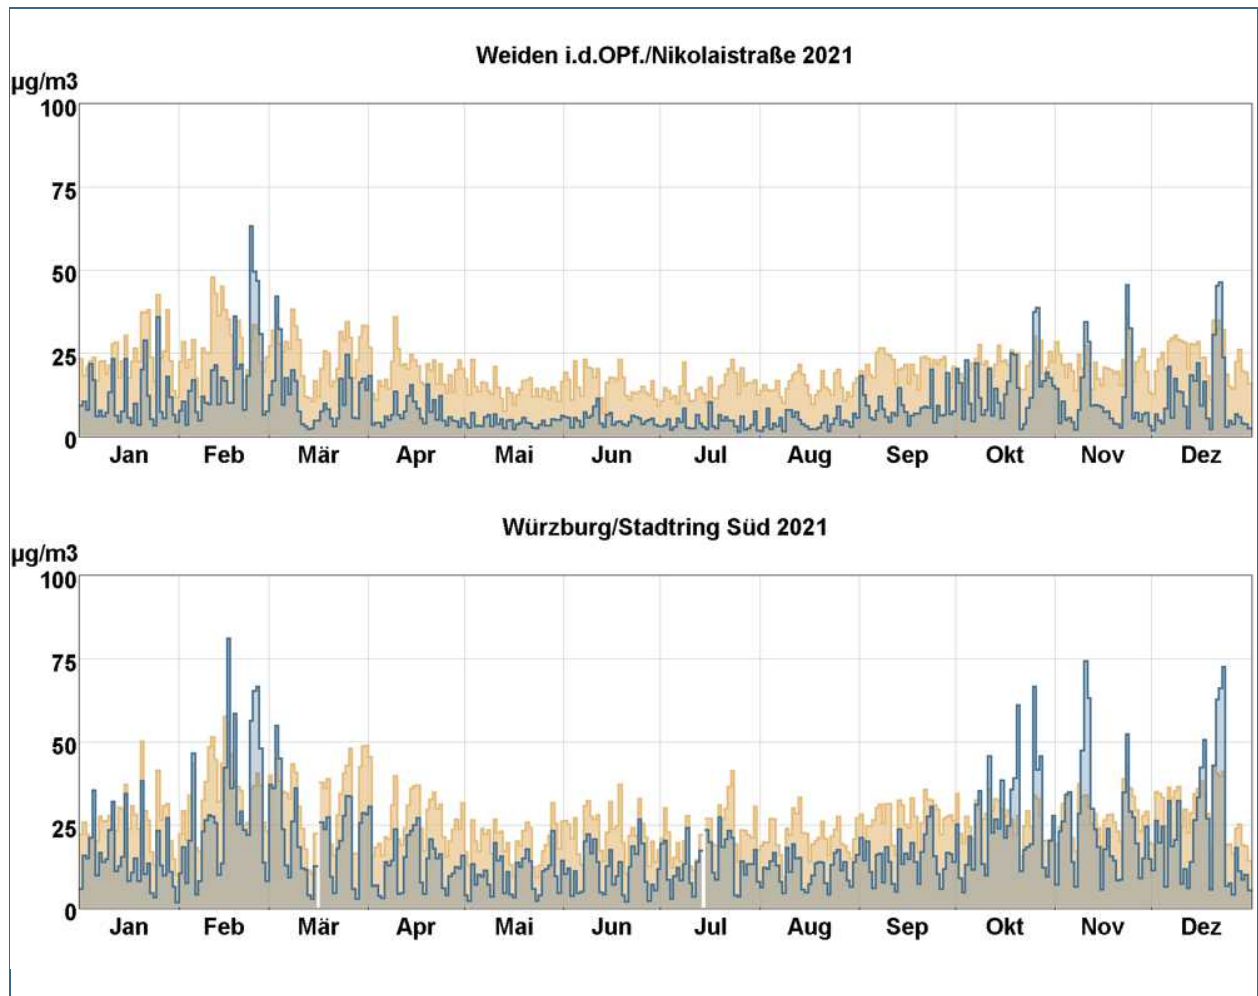 Weiden i.d.OPf./Nikolaistraße 2021
µg/m3
100
75
50
25
0
Jan Feb Mär Apr Mai Jun Jul Aug Sep Okt Nov Dez
Würzburg/Stadtring Süd 2021
µg/m3
100
75
50
25
0
Jan Feb Mär Apr Mai Jun Jul Aug Sep Okt Nov Dez